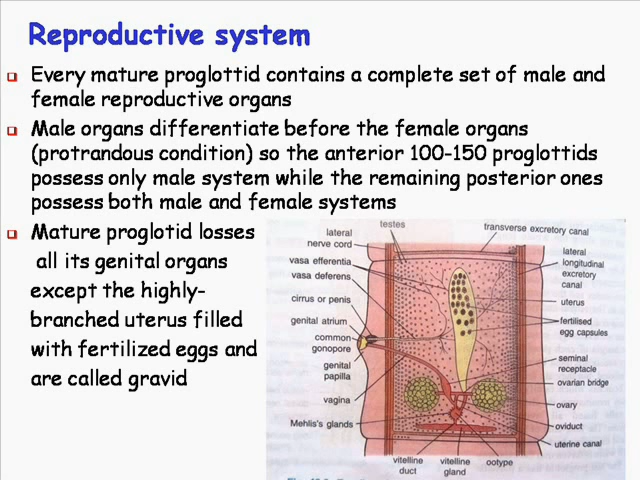 Reproductive system
Every mature proglottid contains a complete set of male and
female reproductive organs
Male organs differentiate before the female organs
(protrandous condition) so the anterior 100-150 proglottids
possess only male system while the remaining posterior ones
possess both male and female systems
Mature proglotid losses
all its genital organs
except the highly-
branched uterus filled
with fertilized eggs and
are called gravid
testes
transverse excretory canal
lateral
nerve cord
vasa efferentia
vasa deferens
cirrus or penis
genital atrium
common
gonopore
genital
papilla
vagina
Mehlis's glands
lateral
longitudinal
excretory
canal
uterus
fertilised
egg capsules
seminal
receptacle
ovarian bridge
ovary
oviduct
uterine canal
vitelline
duct
vitelline
gland
ootype